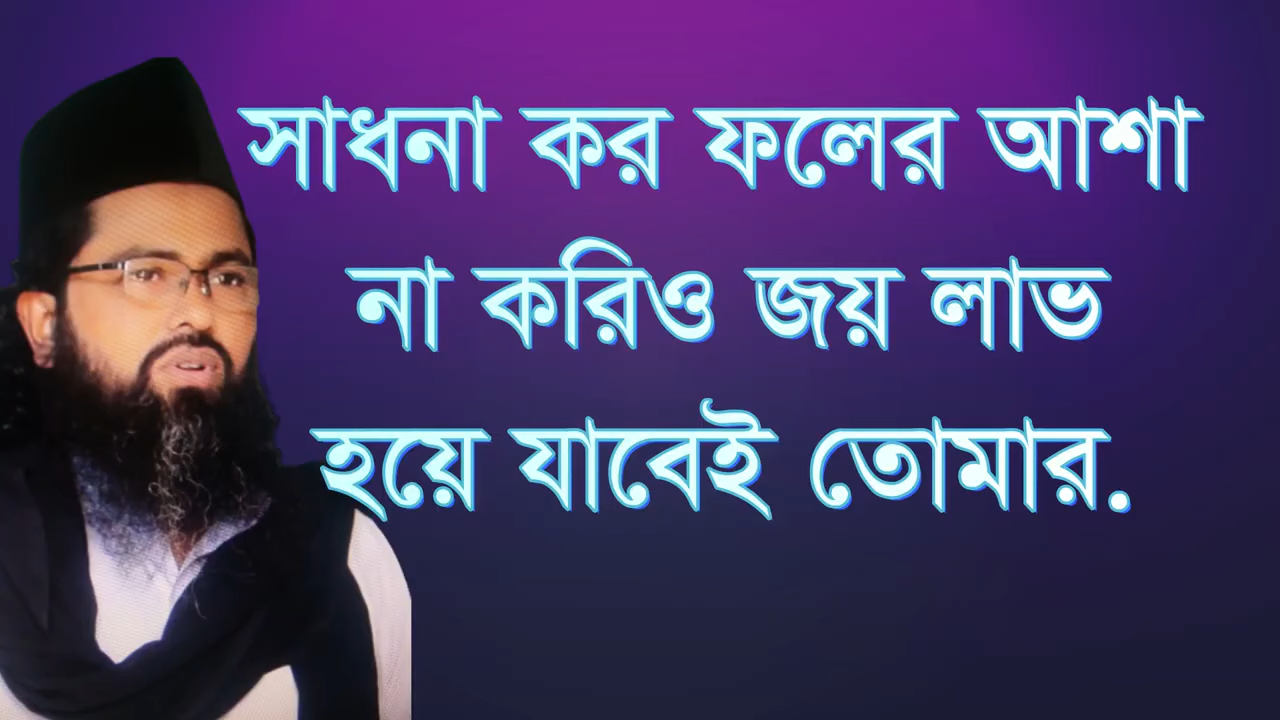 সাধনা কর ফলের আশা
না করিও জয় লাভ
হয়ে যাবেই তোমার.